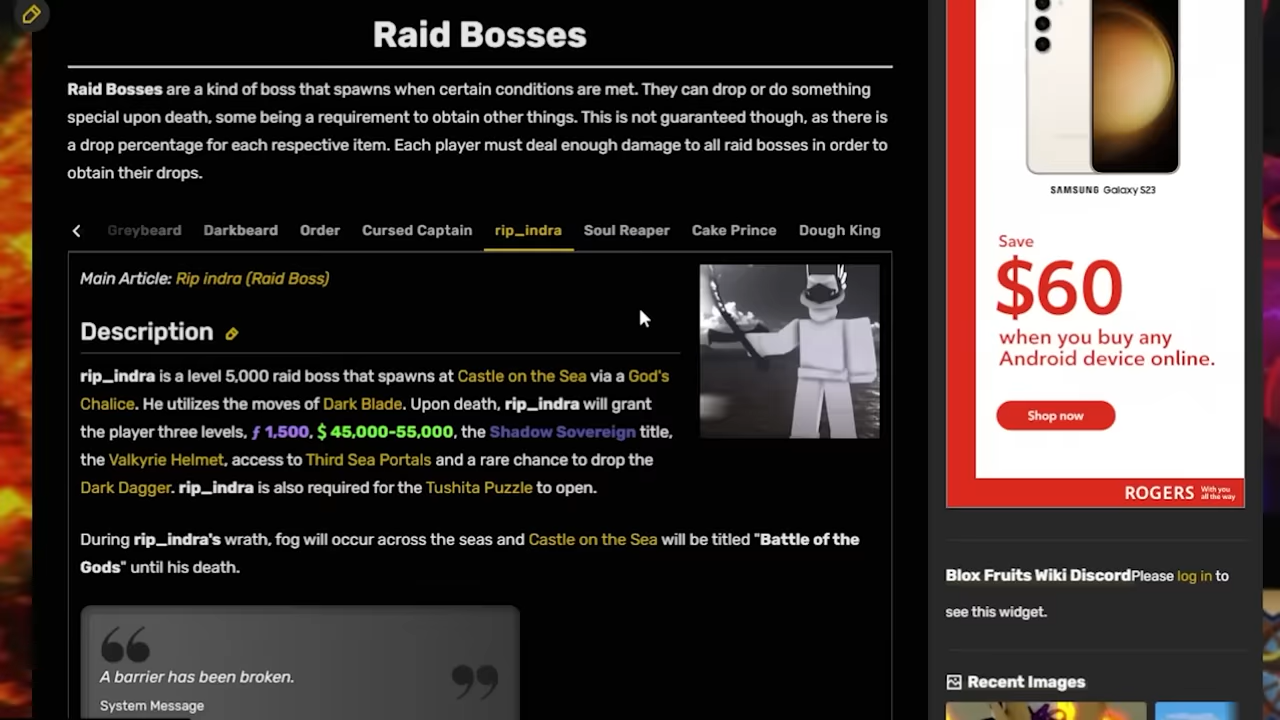 Raid Bosses
Raid Bosses are a kind of boss that spawns when certain conditions are met. They can drop or do something
special upon death, some being a requirement to obtain other things. This is not guaranteed though, as there is
a drop percentage for each respective item. Each player must deal enough damage to all raid bosses in order to
obtain their drops.
Greybeard Darkbeard Order Cursed Captain rip_indra Soul Reaper Cake Prince Dough King
Main Article: Rip indra (Raid Boss)
Description
rip_indra is a level 5,000 raid boss that spawns at Castle on the Sea via a God's
Chalice. He utilizes the moves of Dark Blade. Upon death, rip_indra will grant
the player three levels, ƒ 1,500, $ 45,000-55,000, the Shadow Sovereign title,
the Valkyrie Helmet, access to Third Sea Portals and a rare chance to drop the
Dark Dagger. rip_indra is also required for the Tushita Puzzle to open.
During rip_indra's wrath, fog will occur across the seas and Castle on the Sea will be titled "Battle of the
Gods" until his death.
A barrier has been broken.
System Message
SAMSUNG Galaxy S23
Save
$60
when you buy any
Android device online.
Shop now
ROGERS With you
all the way
Blox Fruits Wiki DiscordPlease log in to
see this widget.
Recent Images